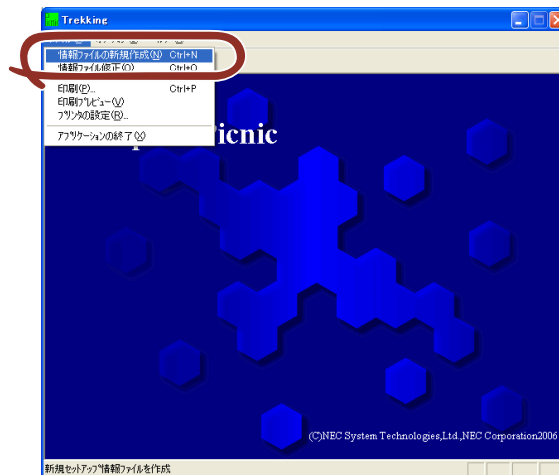 Trekking
情報ファイルの新規作成(N) Ctrl+N
情報ファイル修正(O) Ctrl+O
印刷(P)... Ctrl+P
印刷プレビュー(V)
プリンタの設定(R)...
アプリケーションの終了(X)
icnic
(C)NEC System Technologies,Ltd.,NEC Corporation2006
新規セットアップ情報ファイルを作成